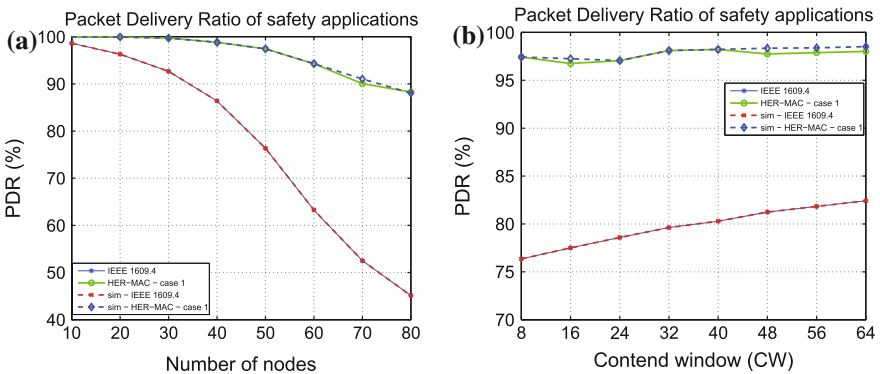 Packet Delivery Ratio of safety applications
(a)
100
90
80
70
60
50
40
PDR (%)
IEEE 1609.4
HER-MAC - case 1
sim - IEEE 1609.4
sim - HER-MAC - case 1
10 20 30 40 50 60 70 80
Number of nodes
Packet Delivery Ratio of safety applications
(b)
100
95
90
85
80
75
70
PDR (%)
IEEE 1609.4
HER-MAC - case 1
sim - IEEE 1609.4
sim - HER-MAC - case 1
8 16 24 32 40 48 56 64
Contend window (CW)